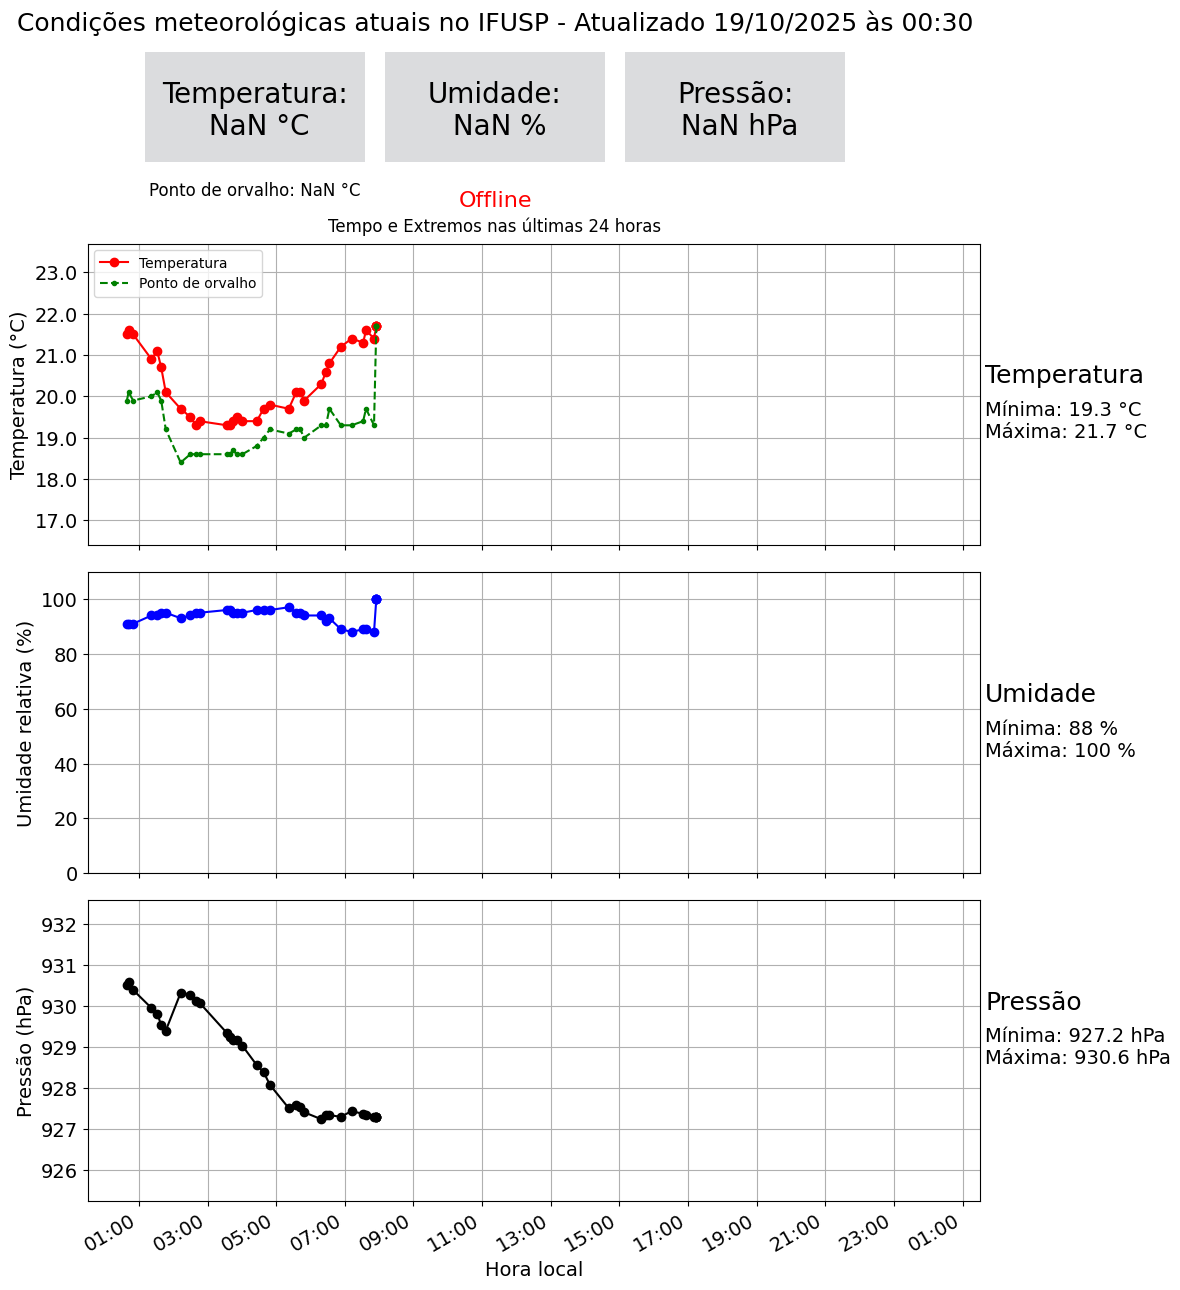 Condições meteorológicas atuais no IFUSP - Atualizado 19/10/2025 às 00:30
Temperatura:
NaN °C
Umidade:
NaN %
Pressão:
NaN hPa
Ponto de orvalho: NaN °C
Offline
Tempo e Extremos nas últimas 24 horas
Temperatura
Ponto de orvalho
23.0
22.0
21.0
20.0
19.0
18.0
17.0
Temperatura (°C)
Temperatura
Mínima: 19.3 °C
Máxima: 21.7 °C
100
80
60
40
20
0
Umidade relativa (%)
Umidade
Mínima: 88 %
Máxima: 100 %
932
931
930
929
928
927
926
Pressão (hPa)
Pressão
Mínima: 927.2 hPa
Máxima: 930.6 hPa
01:00 03:00 05:00 07:00 09:00 11:00 13:00 15:00 17:00 19:00 21:00 23:00 01:00
Hora local